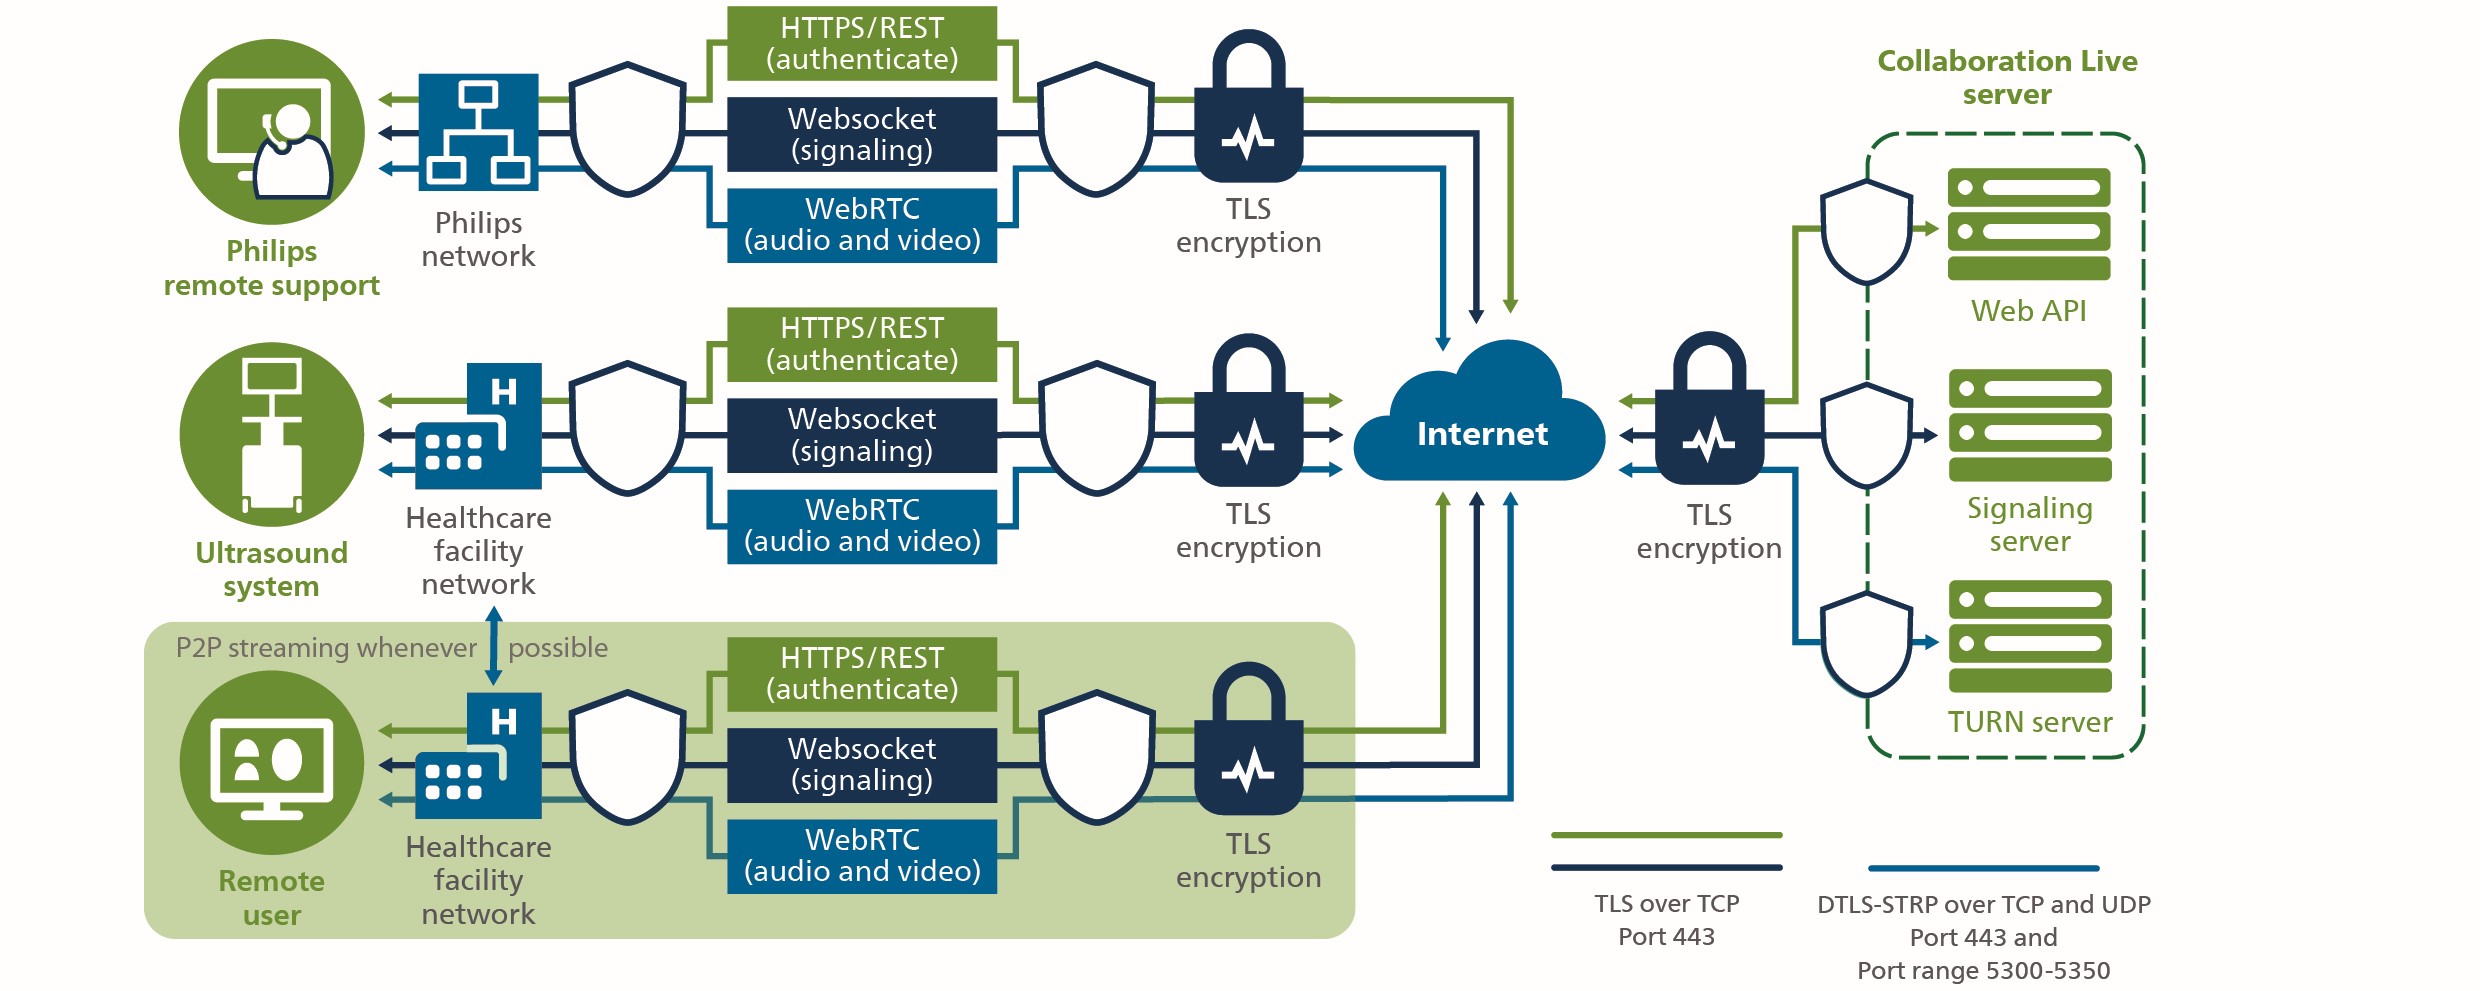 HTTPS/REST
(authenticate)
Websocket
(signaling)
WebRTC
(audio and video)
Philips
remote support
Philips
network
TLS
encryption
Collaboration Live
server
Web API
HTTPS/REST
(authenticate)
Websocket
(signaling)
WebRTC
(audio and video)
H
Ultrasound
system
Healthcare
facility
network
TLS
encryption
Internet
TLS
encryption
Signaling
server
P2P streaming whenever possible
HTTPS/REST
(authenticate)
Websocket
(signaling)
WebRTC
(audio and video)
H
Remote
user
Healthcare
facility
network
TLS
encryption
TURN server
TLS over TCP
Port 443
DTLS-STRP over TCP and UDP
Port 443 and
Port range 5300-5350